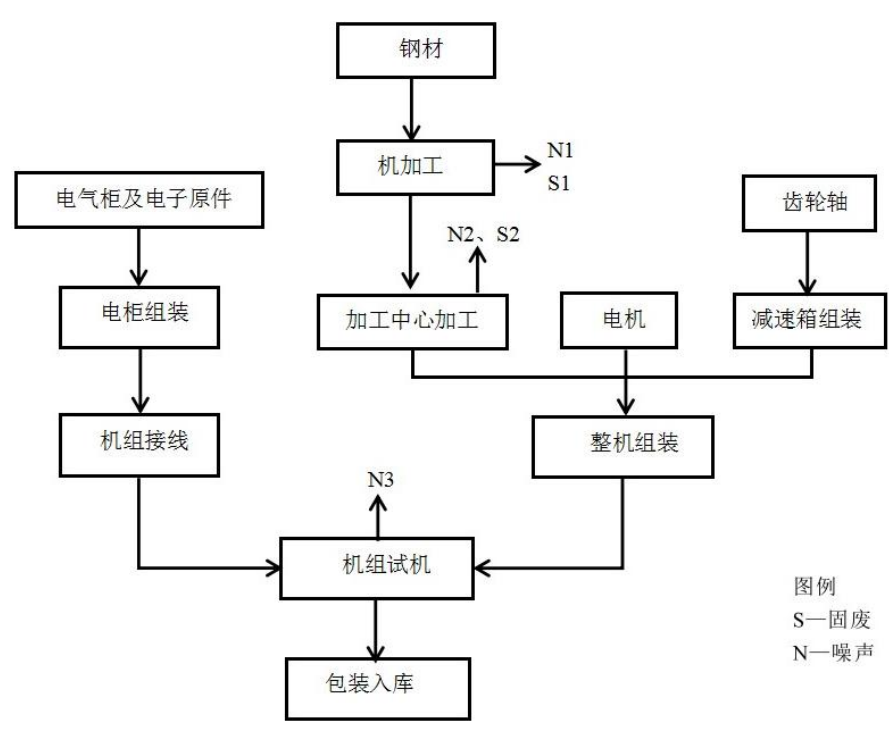 钢材
机加工
N1
S1
电气柜及电子原件
齿轮轴
N2、S2
电柜组装
加工中心加工
电机
减速箱组装
机组接线
整机组装
N3
机组试机
图例
S—固废
N—噪声
包装入库